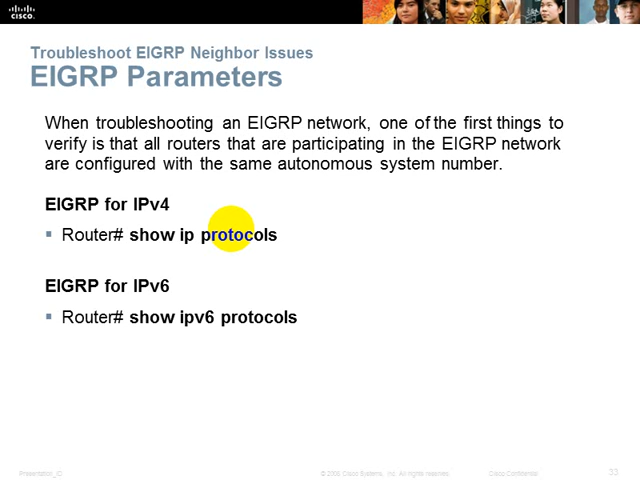 CISCO
Troubleshoot EIGRP Neighbor Issues
EIGRP Parameters
When troubleshooting an EIGRP network, one of the first things to
verify is that all routers that are participating in the EIGRP network
are configured with the same autonomous system number.
EIGRP for IPv4
▪ Router# show ip protocols
EIGRP for IPv6
▪ Router# show ipv6 protocols
Presentation_ID © 2008 Cisco Systems, Inc. All rights reserved. Cisco Confidential 33